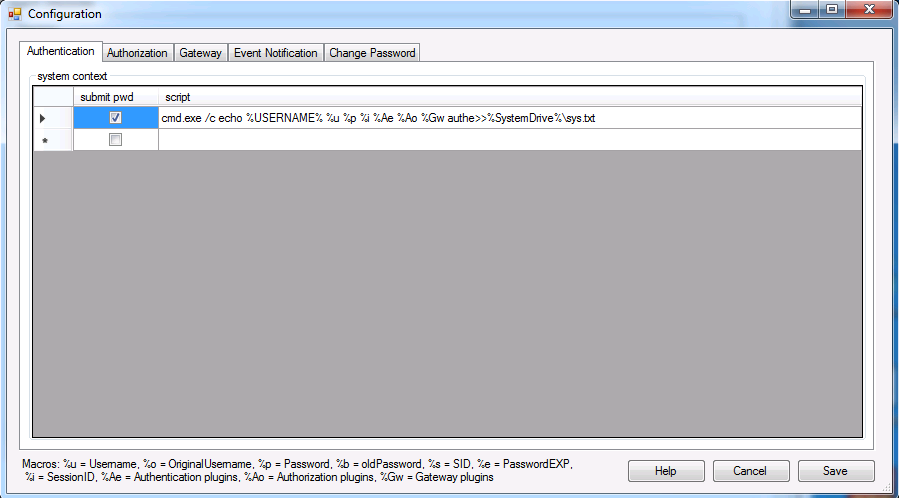 Configuration
Authentication Authorization Gateway Event Notification Change Password
system context
submit pwd script
cmd.exe /c echo %USERNAME% %u %p %i %Ae %Ao %Gw authe>>%SystemDrive%\sys.txt
Macros: %u = Username, %o = OriginalUsername, %p = Password, %b = oldPassword, %s = SID, %e = PasswordEXP,
%i = SessionID, %Ae = Authentication plugins, %Ao = Authorization plugins, %Gw = Gateway plugins
Help Cancel Save